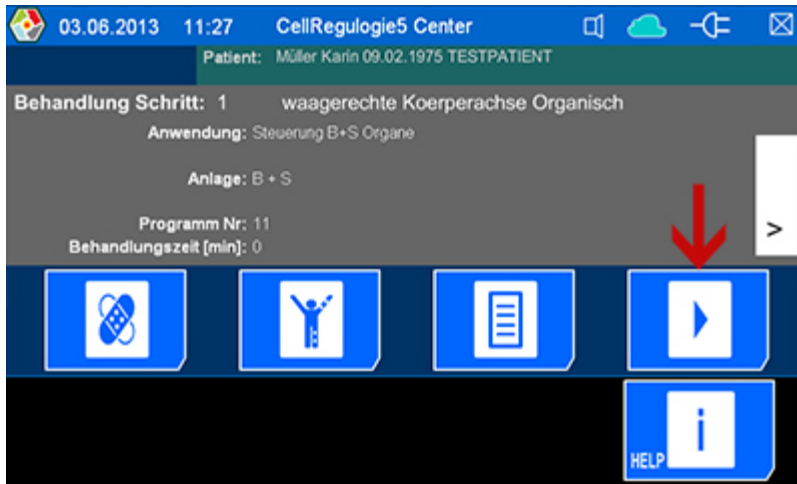 03.06.2013 11:27 CellRegulogie5 Center
Patient: Müller Karin 09.02.1975 TESTPATIENT
Behandlung Schritt: 1 waagerechte Koerperachse Organisch
Anwendung: Steuerung B+S Organe
Anlage: B + S
Programm Nr: 11
Behandlungszeit [min]: 0
>
HELP i